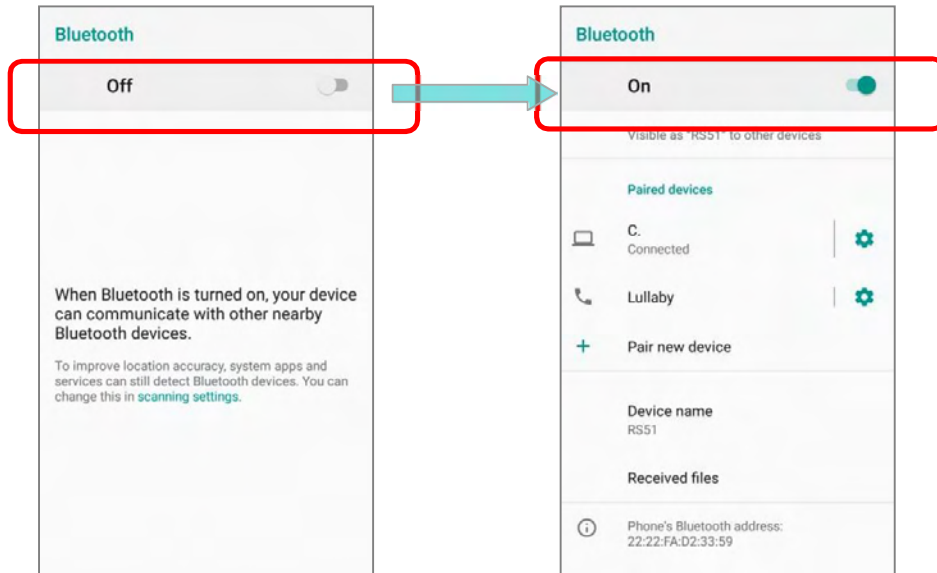 Bluetooth
Off
When Bluetooth is turned on, your device
can communicate with other nearby
Bluetooth devices.
To improve location accuracy, system apps and
services can still detect Bluetooth devices. You can
change this in scanning settings.
Bluetooth
On
Visible as "RS51" to other devices
Paired devices
C.
Connected
Lullaby
Pair new device
Device name
RS51
Received files
Phone's Bluetooth address:
22:22:FA:D2:33:59